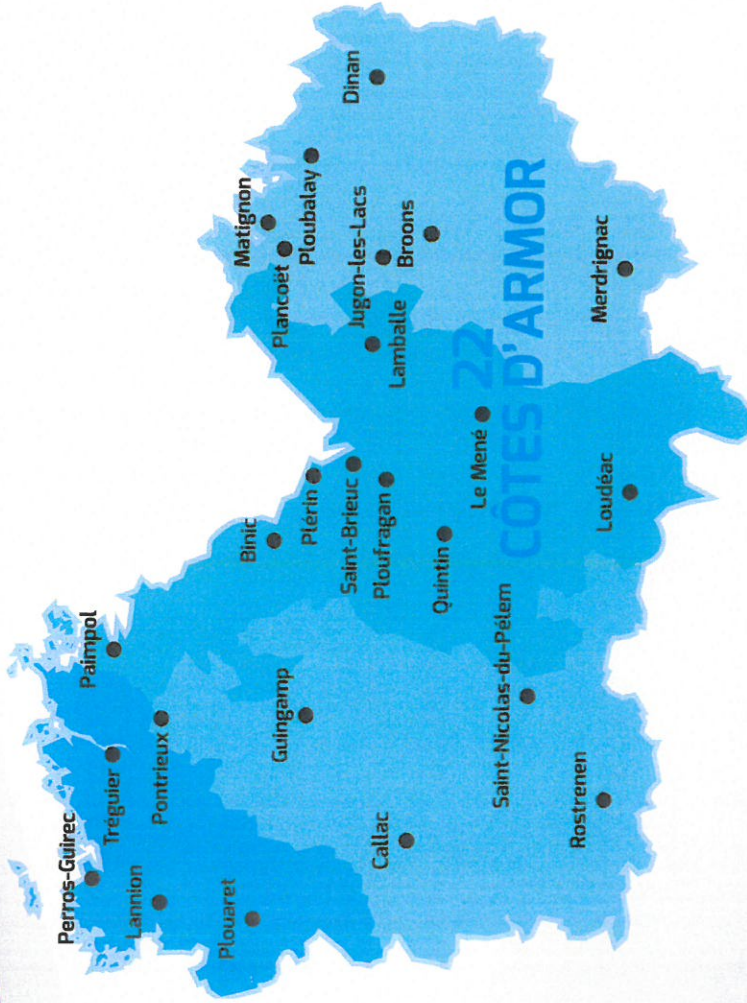 Perros-Guirec
Lannion
Tréguier
Paimpol
Pontrieux
Plouaret
Guingamp
Binic
Plérin
Saint-Brieuc
Ploufragan
Quintin
Callac
Saint-Nicolas-du-Pélem
Rostrenen
Le Mené
Loudéac
Matignon
Plancoët
Ploubalay
Jugon-les-Lacs
Lamballe
Broons
Dinan
Merdrignac
22
CÔTES D'ARMOR